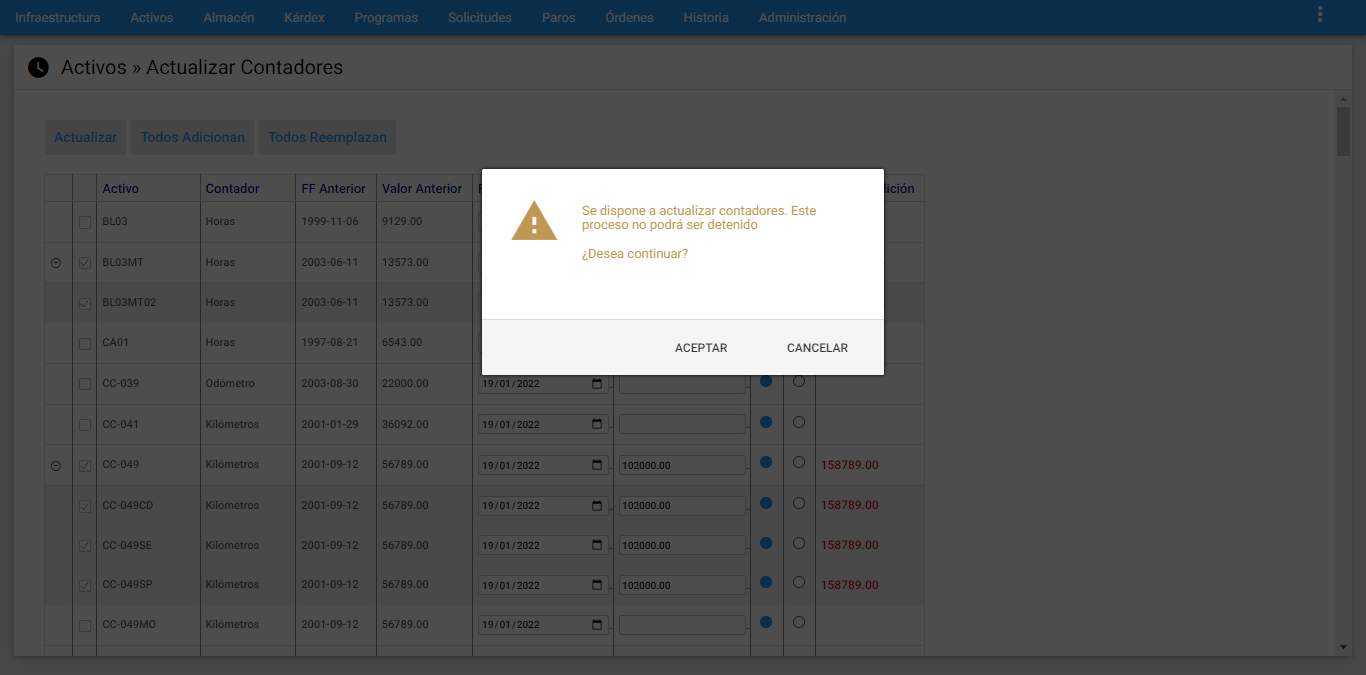 Infraestructura Activos Almacén Kárdex Programas Solicitudes Paros Órdenes Historia Administración
Activos » Actualizar Contadores
Actualizar Todos Adicionan Todos Reemplazan
Activo Contador FF Anterior Valor Anterior
BL03 Horas 1999-11-06 9129.00
BL03MT Horas 2003-06-11 13573.00
BL03MT02 Horas 2003-06-11 13573.00
CA01 Horas 1997-08-21 6543.00
CC-039 Odómetro 2003-08-30 22000.00 19/01/2022
CC-041 Kilómetros 2001-01-29 36092.00 19/01/2022
CC-049 Kilómetros 2001-09-12 56789.00 19/01/2022 102000.00 158789.00
CC-049CD Kilómetros 2001-09-12 56789.00 19/01/2022 102000.00 158789.00
CC-049SE Kilómetros 2001-09-12 56789.00 19/01/2022 102000.00 158789.00
CC-049SP Kilómetros 2001-09-12 56789.00 19/01/2022 102000.00 158789.00
CC-049MO Kilómetros 2001-09-12 56789.00 19/01/2022
Se dispone a actualizar contadores. Este
proceso no podrá ser detenido
¿Desea continuar?
ACEPTAR CANCELAR